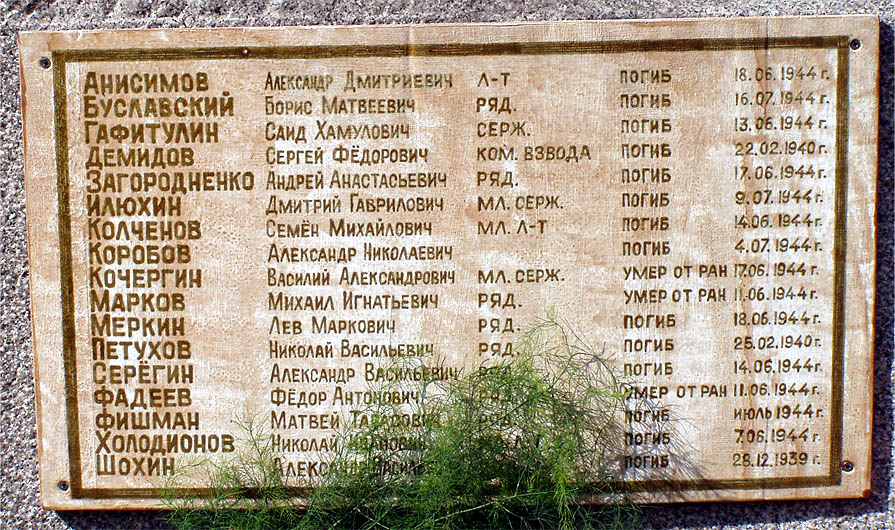 Анисимов Александр Дмитриевич л-т погиб 18.06.1944 г.
Буславский Борис Матвеевич ряд. погиб 16.07.1944 г.
Гафитулин Саид Хамулович серж. погиб 13.06.1944 г.
Демидов Сергей Фёдорович ком. взвода погиб 22.02.1940 г.
Загородненко Андрей Анастасьевич ряд. погиб 17.06.1944 г.
Илюхин Дмитрий Гаврилович мл. серж. погиб 9.07.1944 г.
Колченов Семён Михайлович мл. л-т погиб 14.06.1944 г.
Коробов Александр Николаевич погиб 4.07.1944 г.
Кочергин Василий Александрович мл. серж. умер от ран 17.06.1944 г.
Марков Михаил Игнатьевич ряд. умер от ран 11.06.1944 г.
Меркин Лев Маркович ряд. погиб 18.06.1944 г.
Петухов Николай Васильевич ряд. погиб 25.02.1940 г.
Серёгин Александр Васильевич ряд. погиб 14.06.1944 г.
Фадеев Фёдор Антонович ряд. умер от ран 11.06.1944 г.
Фишман Матвей ряд. погиб июль 1944 г.
Холодионов Николай Иванович погиб 7.06.1944 г.
Шохин Александр погиб 28.12.1939 г.